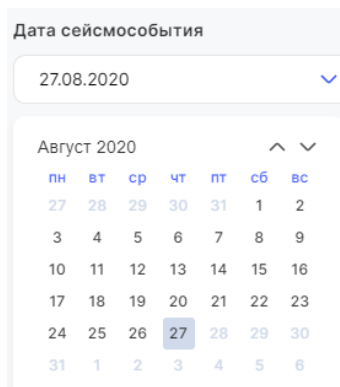 Дата сейсмособытия
27.08.2020
Август 2020
пн вт ср чт пт сб вс
27 28 29 30 31 1 2
3 4 5 6 7 8 9
10 11 12 13 14 15 16
17 18 19 20 21 22 23
24 25 26 27 28 29 30
31 1 2 3 4 5 6